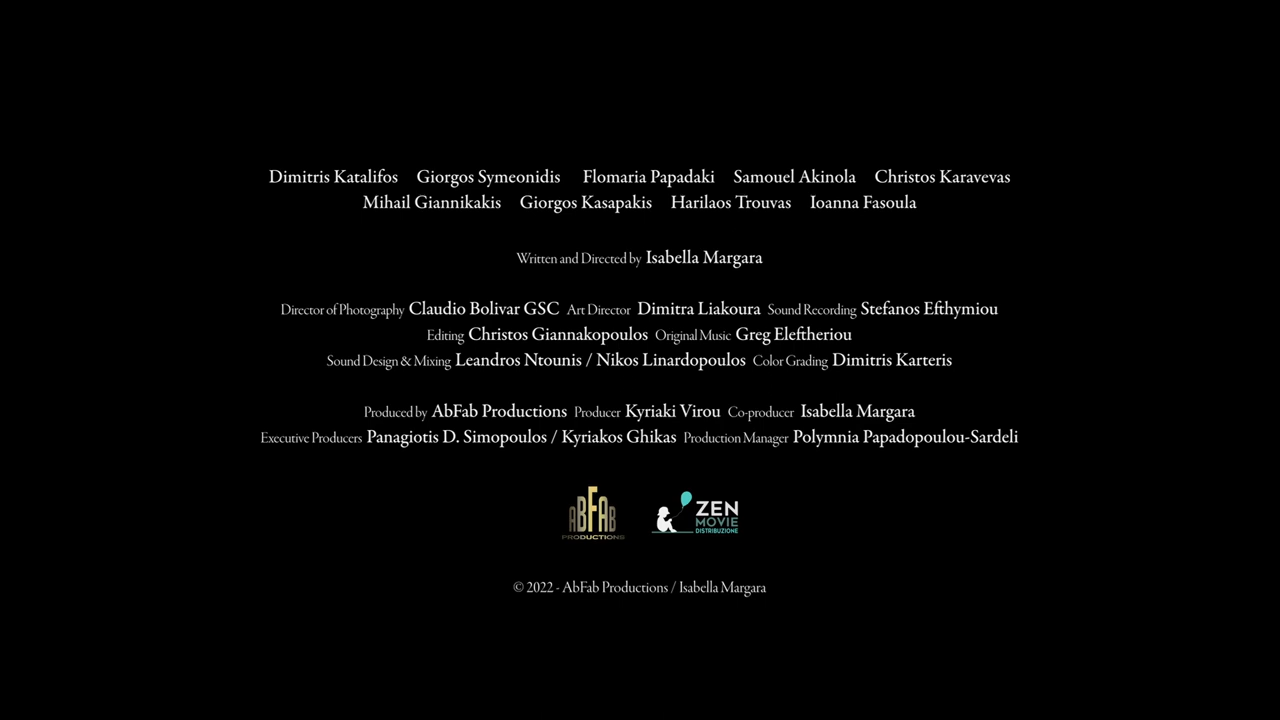 Dimitris Katalifos Giorgos Symeonidis Flomaria Papadaki Samouel Akinola Christos Karavevas
Mihail Giannikakis Giorgos Kasapakis Harilaos Trouvas Ioanna Fasoula
Written and Directed by Isabella Margara
Director of Photography Claudio Bolivar GSC Art Director Dimitra Liakoura Sound Recording Stefanos Efthymiou
Editing Christos Giannakopoulos Original Music Greg Eleftheriou
Sound Design & Mixing Leandros Ntounis / Nikos Linardopoulos Color Grading Dimitris Karteris
Produced by AbFab Productions Producer Kyriaki Virou Co-producer Isabella Margara
Executive Producers Panagiotis D. Simopoulos / Kyriakos Ghikas Production Manager Polymnia Papadopoulou-Sardeli
ABFAB
PRODUCTIONS
ZEN
MOVIE
DISTRIBUZIONE
© 2022 - AbFab Productions / Isabella Margara